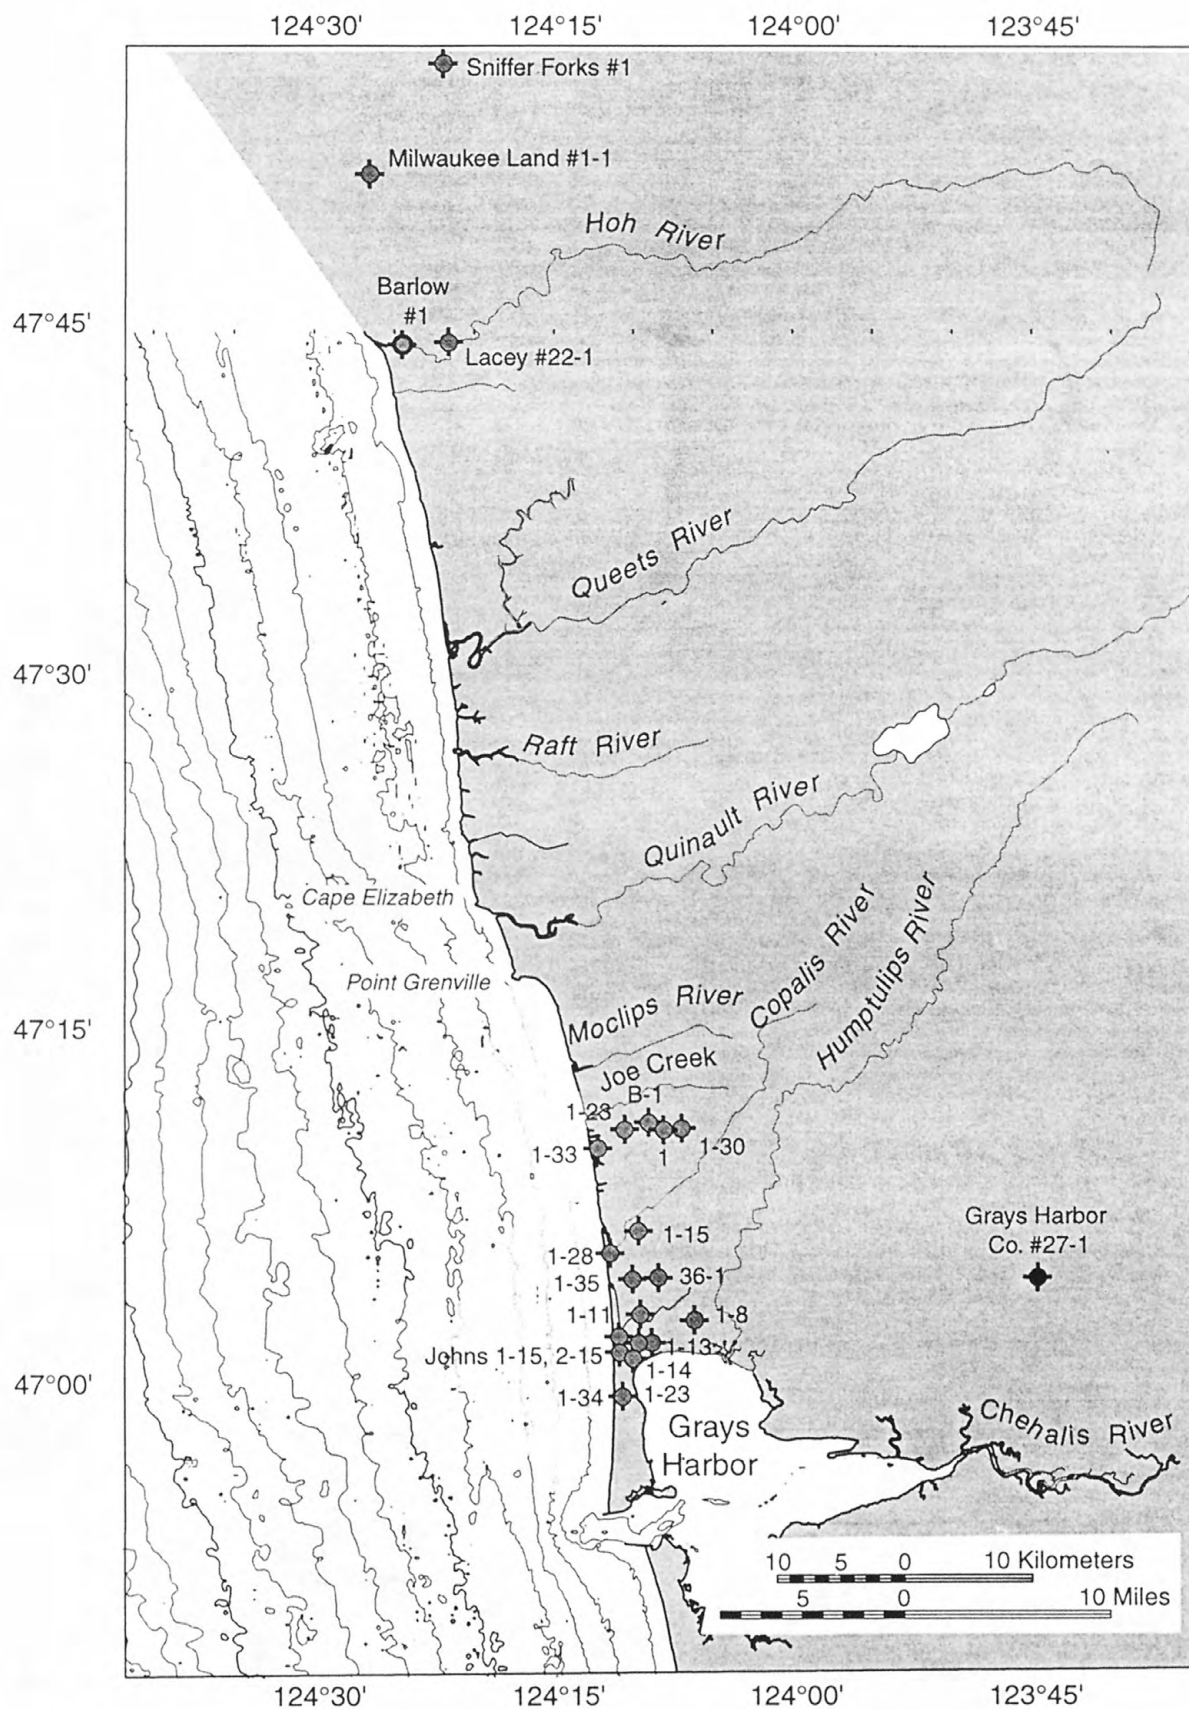 124°30' 124°15' 124°00' 123°45'
Sniffer Forks #1
Milwaukee Land #1-1
Hoh River
Barlow
#1
47°45'
Lacey #22-1
Queets River
47°30'
Raft River
Quinault River
Cape Elizabeth
Copalis River
Humptulips River
Point Grenville
Moclips River
47°15'
Joe Creek
B-1
1-23
1-33
1
1-30
1-15
Grays Harbor
Co. #27-1
1-28
1-35
36-1
1-11
1-8
1-13-V
Johns 1-15, 2-15
1-14
47°00'
1-34
1-23
Chehalis River
Grays
Harbor
10 5 0 10 Kilometers
5 0 10 Miles
124°30' 124°15' 124°00' 123°45'